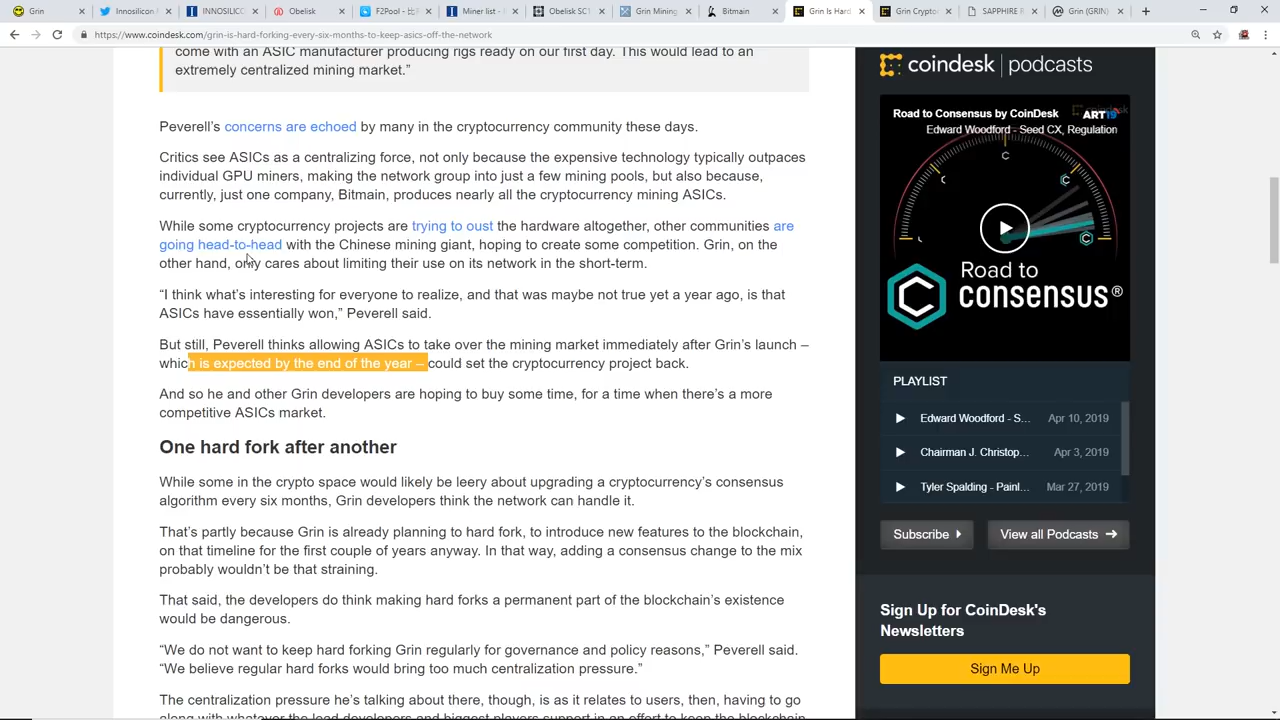 Grin
Innosilicon A
INNOSILICO
Obelisk
F2Pool - 比
Miner list -
Obelisk SC1
Grin Mining
Bitmain
Grin Is Hard
Grin Crypto
SAPPHIRE R
Grin (GRIN)
https://www.coindesk.com/grin-is-hard-forking-every-six-months-to-keep-asics-off-the-network
come with an ASIC manufacturer producing rigs ready on our first day. This would lead to an
extremely centralized mining market.”
Peverell’s concerns are echoed by many in the cryptocurrency community these days.
Critics see ASICs as a centralizing force, not only because the expensive technology typically outpaces
individual GPU miners, making the network group into just a few mining pools, but also because,
currently, just one company, Bitmain, produces nearly all the cryptocurrency mining ASICs.
While some cryptocurrency projects are trying to oust the hardware altogether, other communities are
going head-to-head with the Chinese mining giant, hoping to create some competition. Grin, on the
other hand, only cares about limiting their use on its network in the short-term.
“I think what’s interesting for everyone to realize, and that was maybe not true yet a year ago, is that
ASICs have essentially won,” Peverell said.
But still, Peverell thinks allowing ASICs to take over the mining market immediately after Grin’s launch –
which is expected by the end of the year – could set the cryptocurrency project back.
And so he and other Grin developers are hoping to buy some time, for a time when there’s a more
competitive ASICs market.
One hard fork after another
While some in the crypto space would likely be leery about upgrading a cryptocurrency’s consensus
algorithm every six months, Grin developers think the network can handle it.
That’s partly because Grin is already planning to hard fork, to introduce new features to the blockchain,
on that timeline for the first couple of years anyway. In that way, adding a consensus change to the mix
probably wouldn’t be that straining.
That said, the developers do think making hard forks a permanent part of the blockchain’s existence
would be dangerous.
“We do not want to keep hard forking Grin regularly for governance and policy reasons,” Peverell said.
“We believe regular hard forks would bring too much centralization pressure.”
The centralization pressure he’s talking about there, though, is as it relates to users, then, having to go
along with whatever the lead developers and biggest players support in an effort to keep the blockchain
coindesk | podcasts
Road to Consensus by CoinDesk
coindesk
ART19
Edward Woodford - Seed CX, Regulation
Road to
consensus®
PLAYLIST
Edward Woodford - S... Apr 10, 2019
Chairman J. Christop... Apr 3, 2019
Tyler Spalding - Painl... Mar 27, 2019
Subscribe
View all Podcasts
Sign Up for CoinDesk's
Newsletters
Sign Me Up